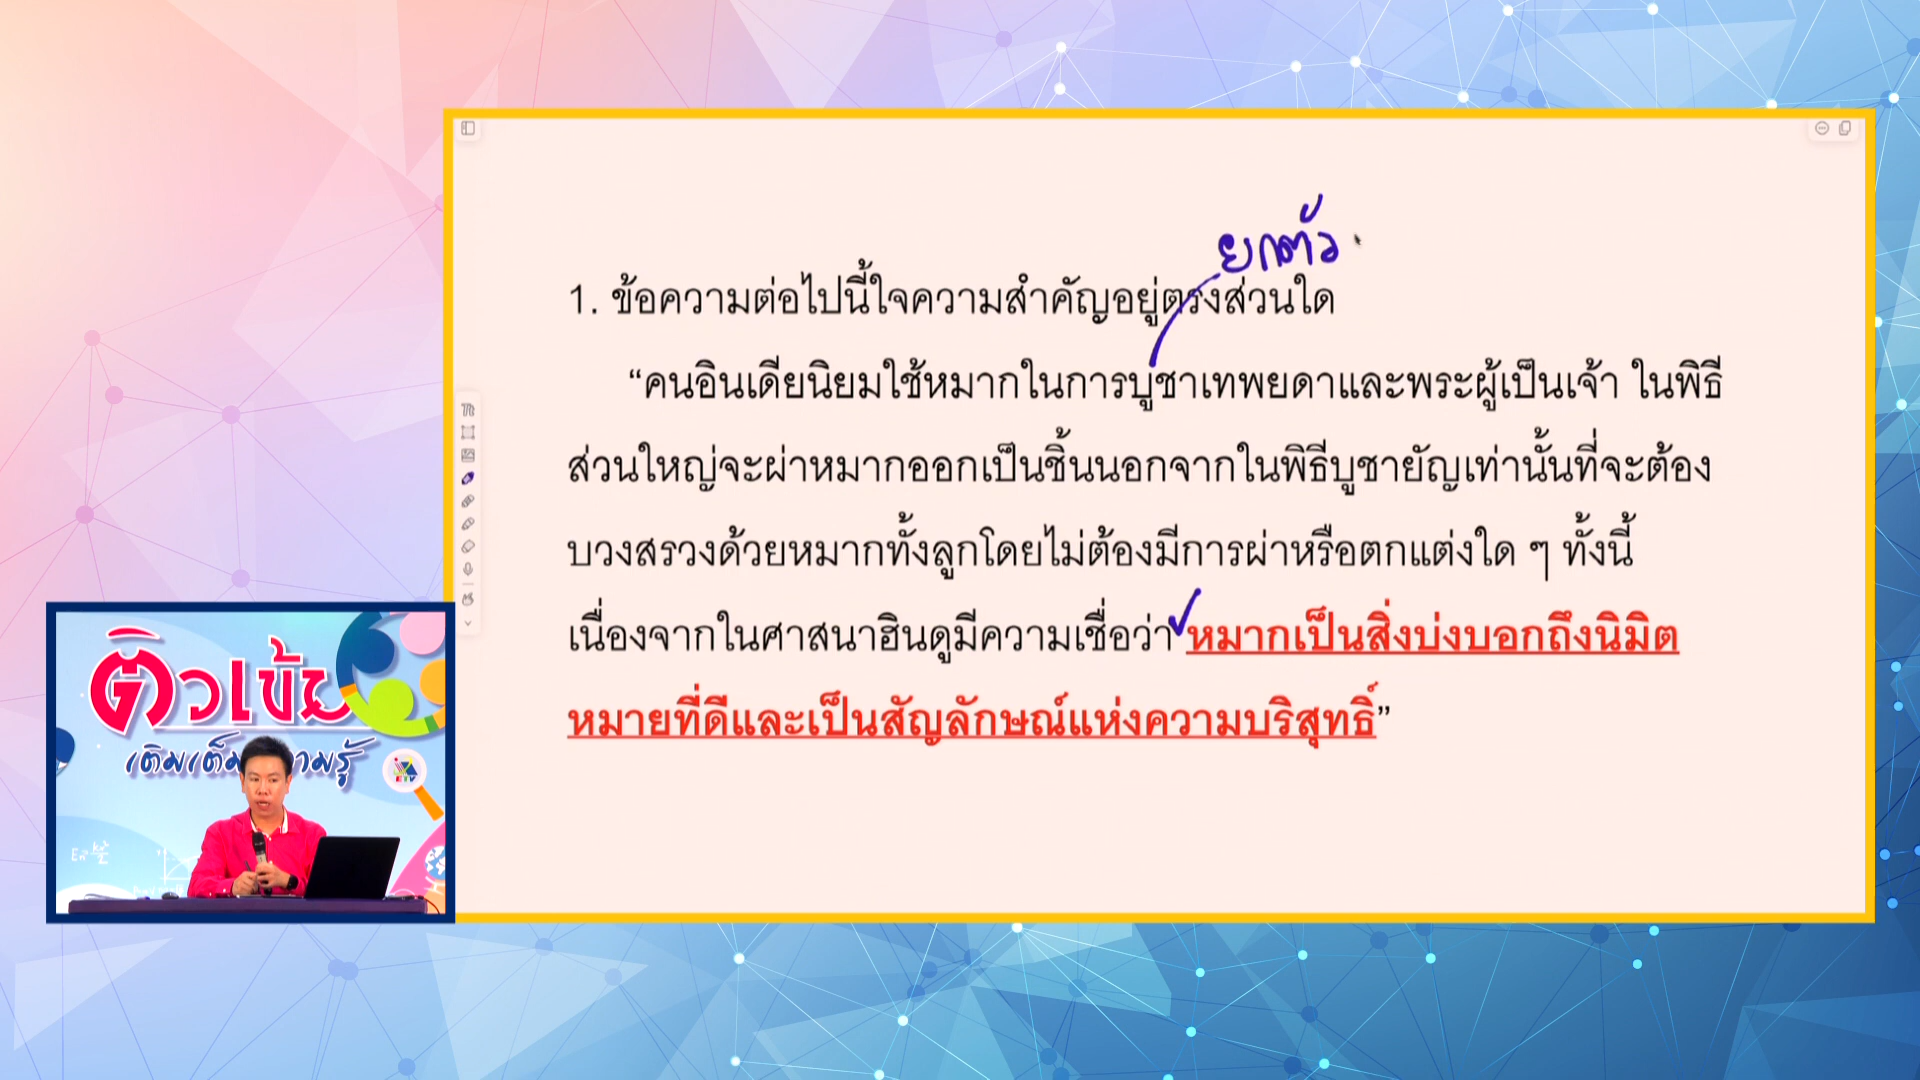 ยกตัว
1. ข้อความต่อไปนี้ใจความสำคัญอยู่ตรงส่วนใด
“คนอินเดียนิยมใช้หมากในการบูชาเทพยดาและพระผู้เป็นเจ้า ในพิธี
ส่วนใหญ่จะผ่าหมากออกเป็นชิ้นนอกจากในพิธีบูชายัญเท่านั้นที่จะต้อง
บวงสรวงด้วยหมากทั้งลูกโดยไม่ต้องมีการผ่าหรือตกแต่งใด ๆ ทั้งนี้
เนื่องจากในศาสนาฮินดูมีความเชื่อว่า หมากเป็นสิ่งบ่งบอกถึงนิมิต
หมายที่ดีและเป็นสัญลักษณ์แห่งความบริสุทธิ์”
ติวเข้ม
เติมเต็มความรู้